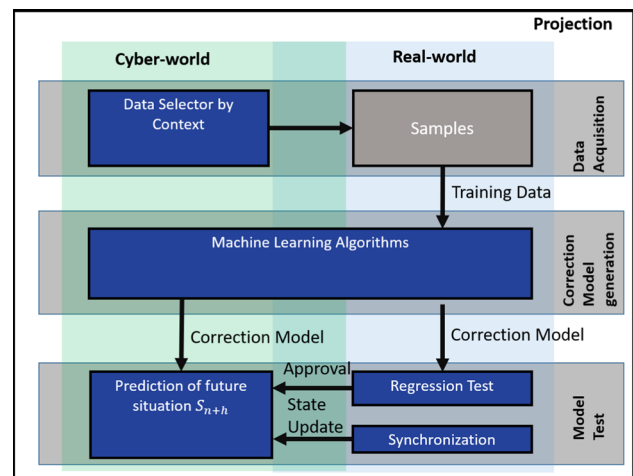 Projection
Cyber-world
Real-world
Data Selector by
Context
Samples
Data
Acquisition
Training Data
Machine Learning Algorithms
Correction
Model
generation
Correction Model
Correction Model
Approval
Prediction of future
situation Sₙ₊ₕ
Regression Test
State
Update
Synchronization
Model
Test